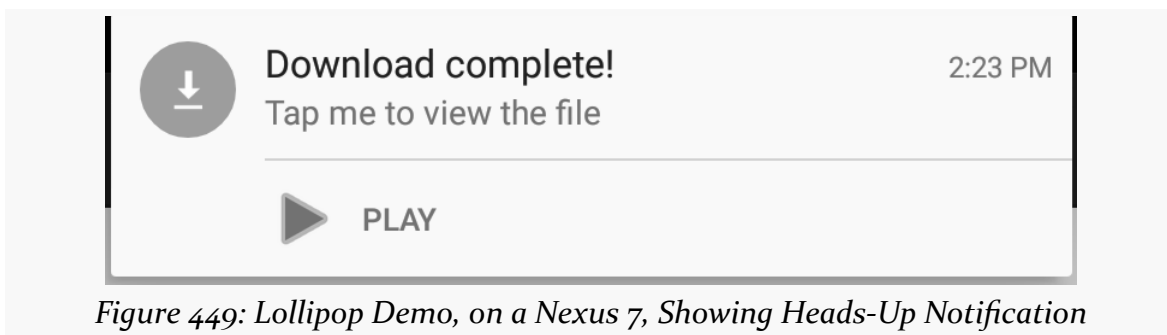 Download complete! 2:23 PM
Tap me to view the file
PLAY
Figure 449: Lollipop Demo, on a Nexus 7, Showing Heads-Up Notification